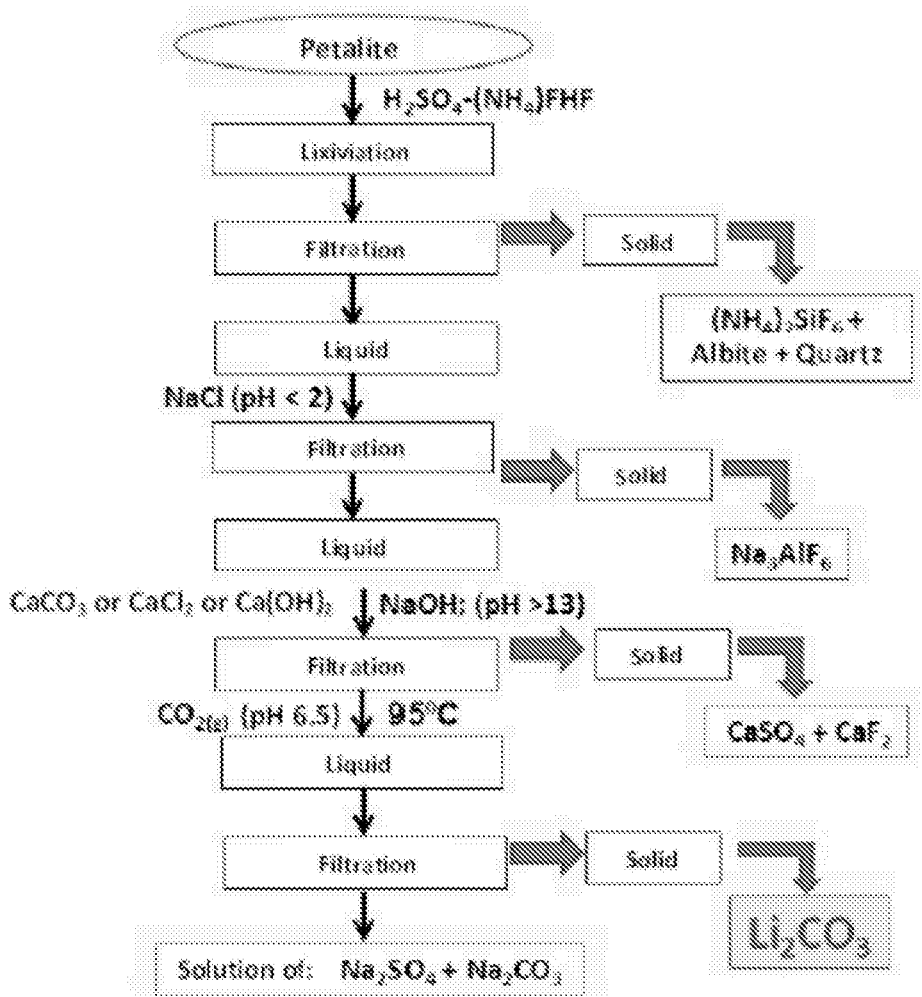 Petalite
H₂SO₄-(NH₄)FHF
Lixiviation
Filtration
Solid
(NH₄)₂SiF₆ +
Albite + Quartz
Liquid
NaCl (pH < 2)
Filtration
Solid
Na₃AlF₆
Liquid
CaCO₃ or CaCl₂ or Ca(OH)₂
NaOH: (pH >13)
Filtration
Solid
CaSO₄ + CaF₂
CO₂₍g₎ (pH 6.5)
95°C
Liquid
Filtration
Solid
Li₂CO₃
Solution of: Na₂SO₄ + Na₂CO₃